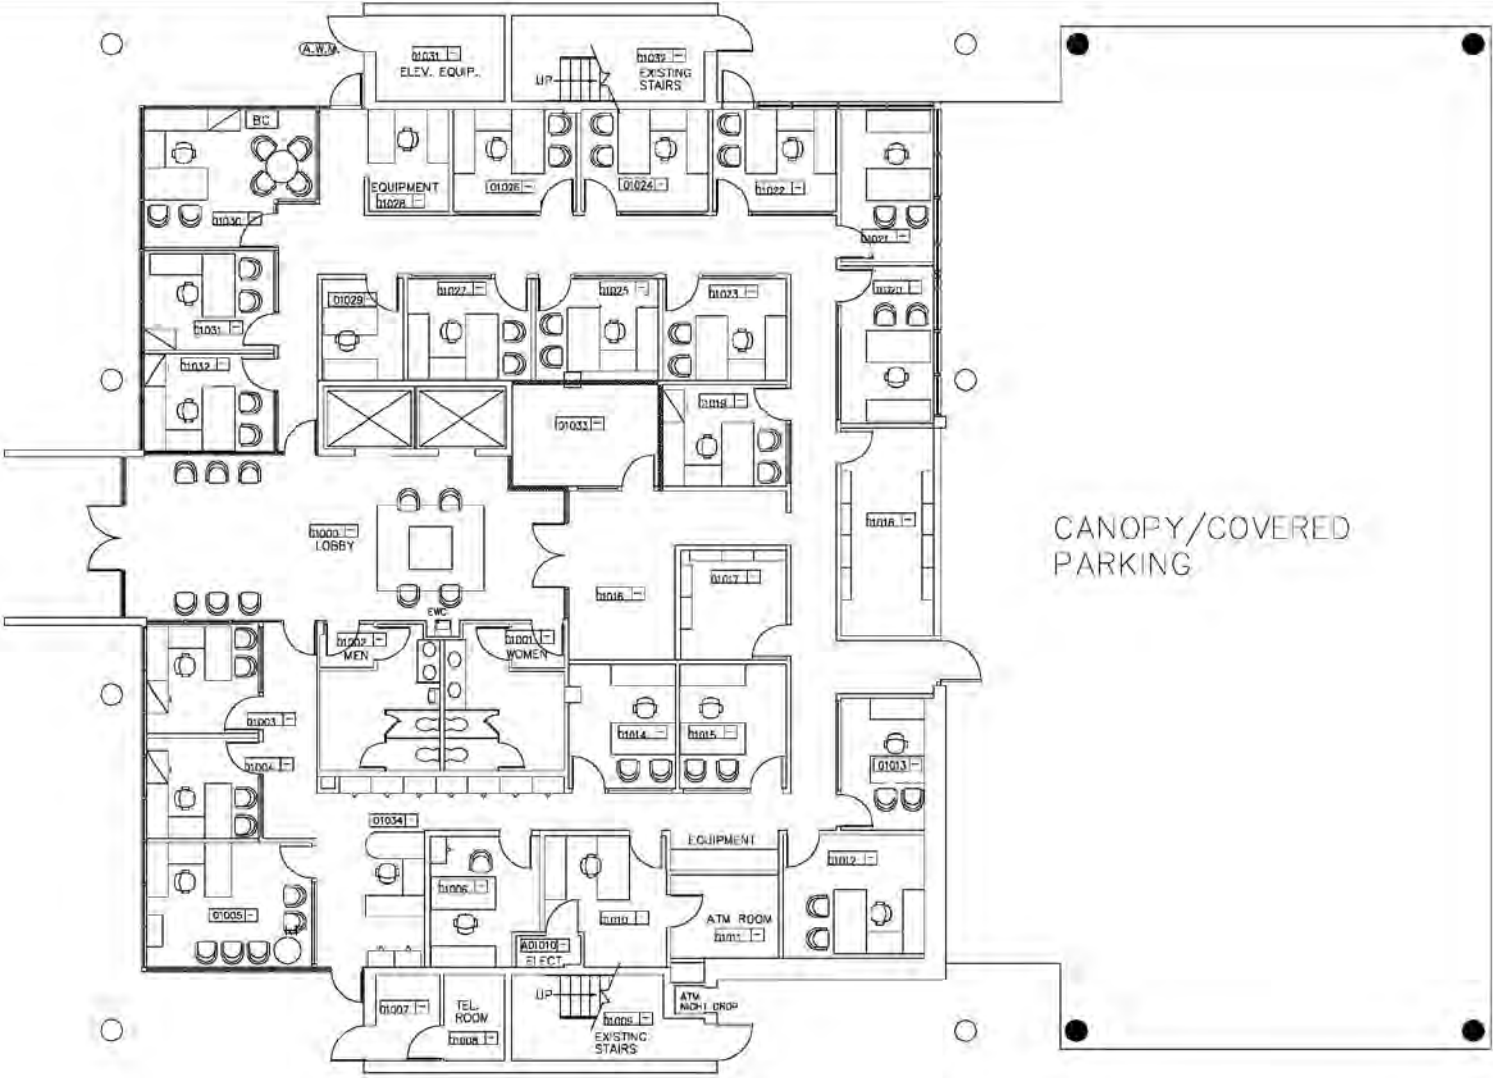 A.W.M.
01031 -
ELEV. EQUIP.
UP
01032 -
EXISTING
STAIRS
BC
01030
EQUIPMENT
01028 -
01026 -
01024 -
01022 -
01021 -
01031 -
01032 -
01029
01027 -
01025 -
01023 -
01020 -
01033 -
01019 -
01000 -
LOBBY
01018 -
CANOPY/COVERED
PARKING
01016 -
01017 -
EWC
01002 -
MEN
01001 -
WOMEN
01003 -
01004 -
01014 -
01015 -
01013 -
01034 -
EQUIPMENT
01012 -
01006 -
01005 -
01010 -
ATM ROOM
01011 -
A01010 -
ELECT.
01007 -
TEL.
ROOM
01008 -
UP
01009 -
EXISTING
STAIRS
ATM
NIGHT DROP